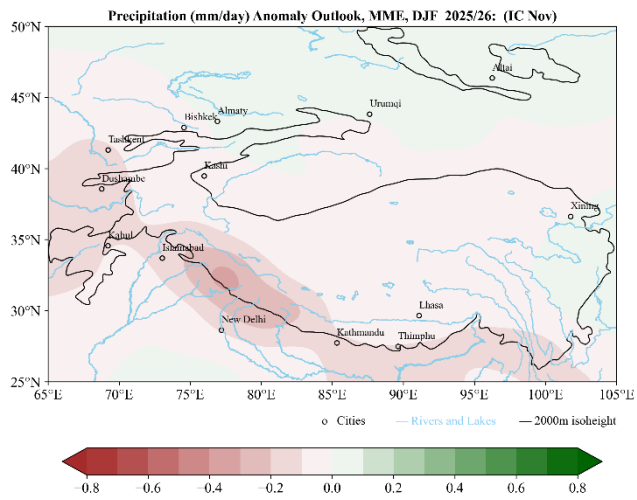 Precipitation (mm/day) Anomaly Outlook, MME, DJF 2025/26: (IC Nov)
50°N
45°N
40°N
35°N
30°N
25°N
Altai
Urumqi
Almaty
Bishkek
Tashkent
Kashi
Dushanbe
Xining
Kabul
Islamabad
Lhasa
New Delhi
Kathmandu
Thimphu
65°E 70°E 75°E 80°E 85°E 90°E 95°E 100°E 105°E
Cities Rivers and Lakes 2000m isoheight
−0.8 −0.6 −0.4 −0.2 0.0 0.2 0.4 0.6 0.8